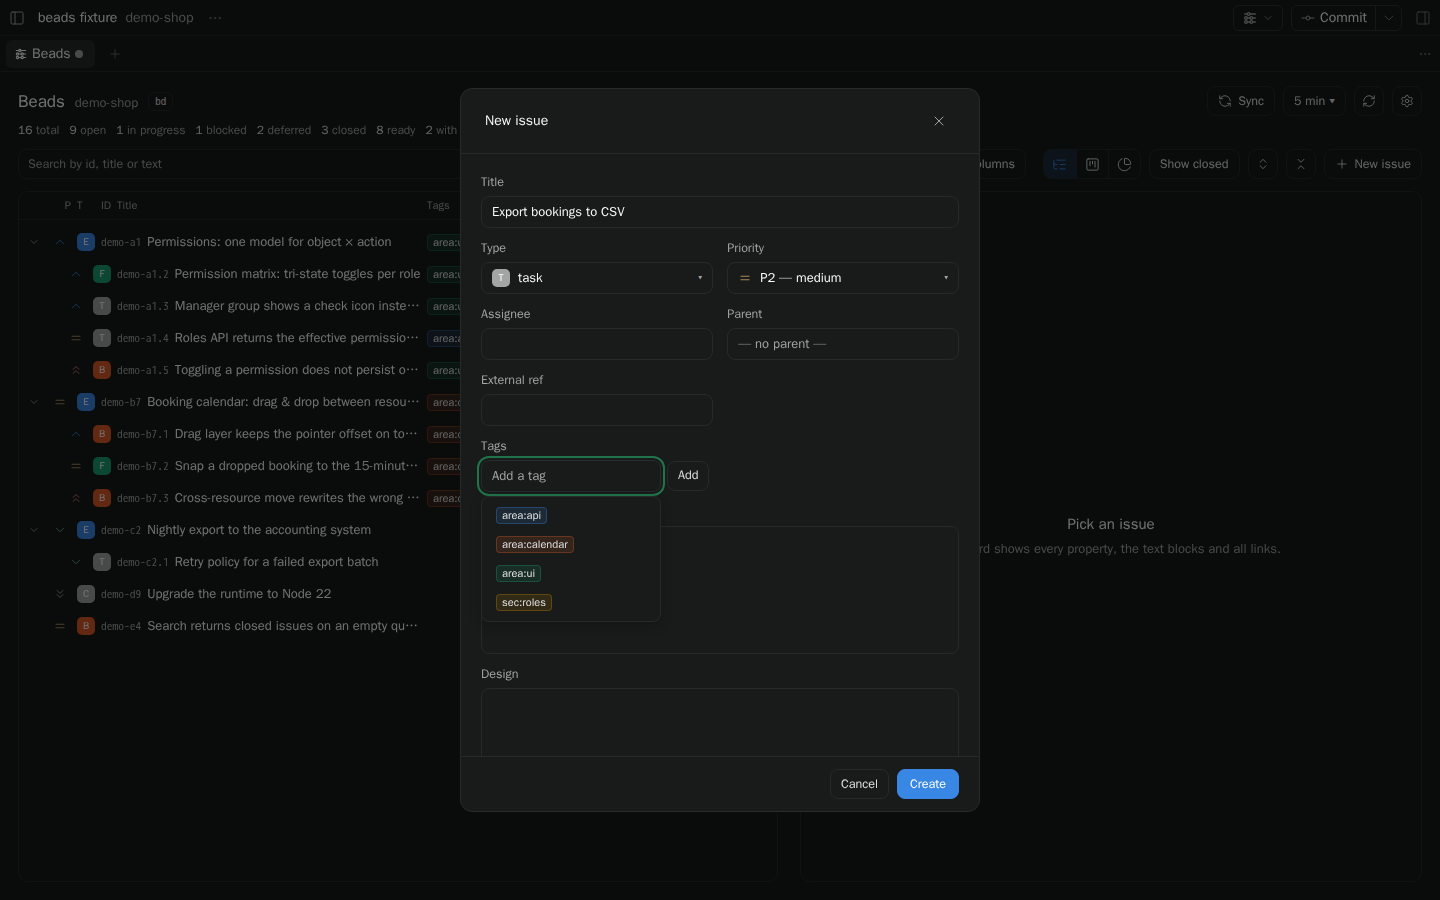 beads fixture demo-shop ···
Commit
Beads
Beads demo-shop bd
Sync 5 min
16 total 9 open 1 in progress 1 blocked 2 deferred 3 closed 8 ready 2 with
Search by id, title or text
Show closed
New issue
P T ID Title Tags
E demo-a1 Permissions: one model for object × action
F demo-a1.2 Permission matrix: tri-state toggles per role
T demo-a1.3 Manager group shows a check icon inste···
T demo-a1.4 Roles API returns the effective permissio···
B demo-a1.5 Toggling a permission does not persist o···
E demo-b7 Booking calendar: drag & drop between resou···
B demo-b7.1 Drag layer keeps the pointer offset on to···
F demo-b7.2 Snap a dropped booking to the 15-minut···
B demo-b7.3 Cross-resource move rewrites the wrong ···
E demo-c2 Nightly export to the accounting system
T demo-c2.1 Retry policy for a failed export batch
C demo-d9 Upgrade the runtime to Node 22
B demo-e4 Search returns closed issues on an empty qu···
New issue
Title
Export bookings to CSV
Type
Priority
T task
P2 — medium
Assignee
Parent
— no parent —
External ref
Tags
Add a tag
Add
area:api
area:calendar
area:ui
sec:roles
Design
Cancel
Create
Pick an issue
shows every property, the text blocks and all links.